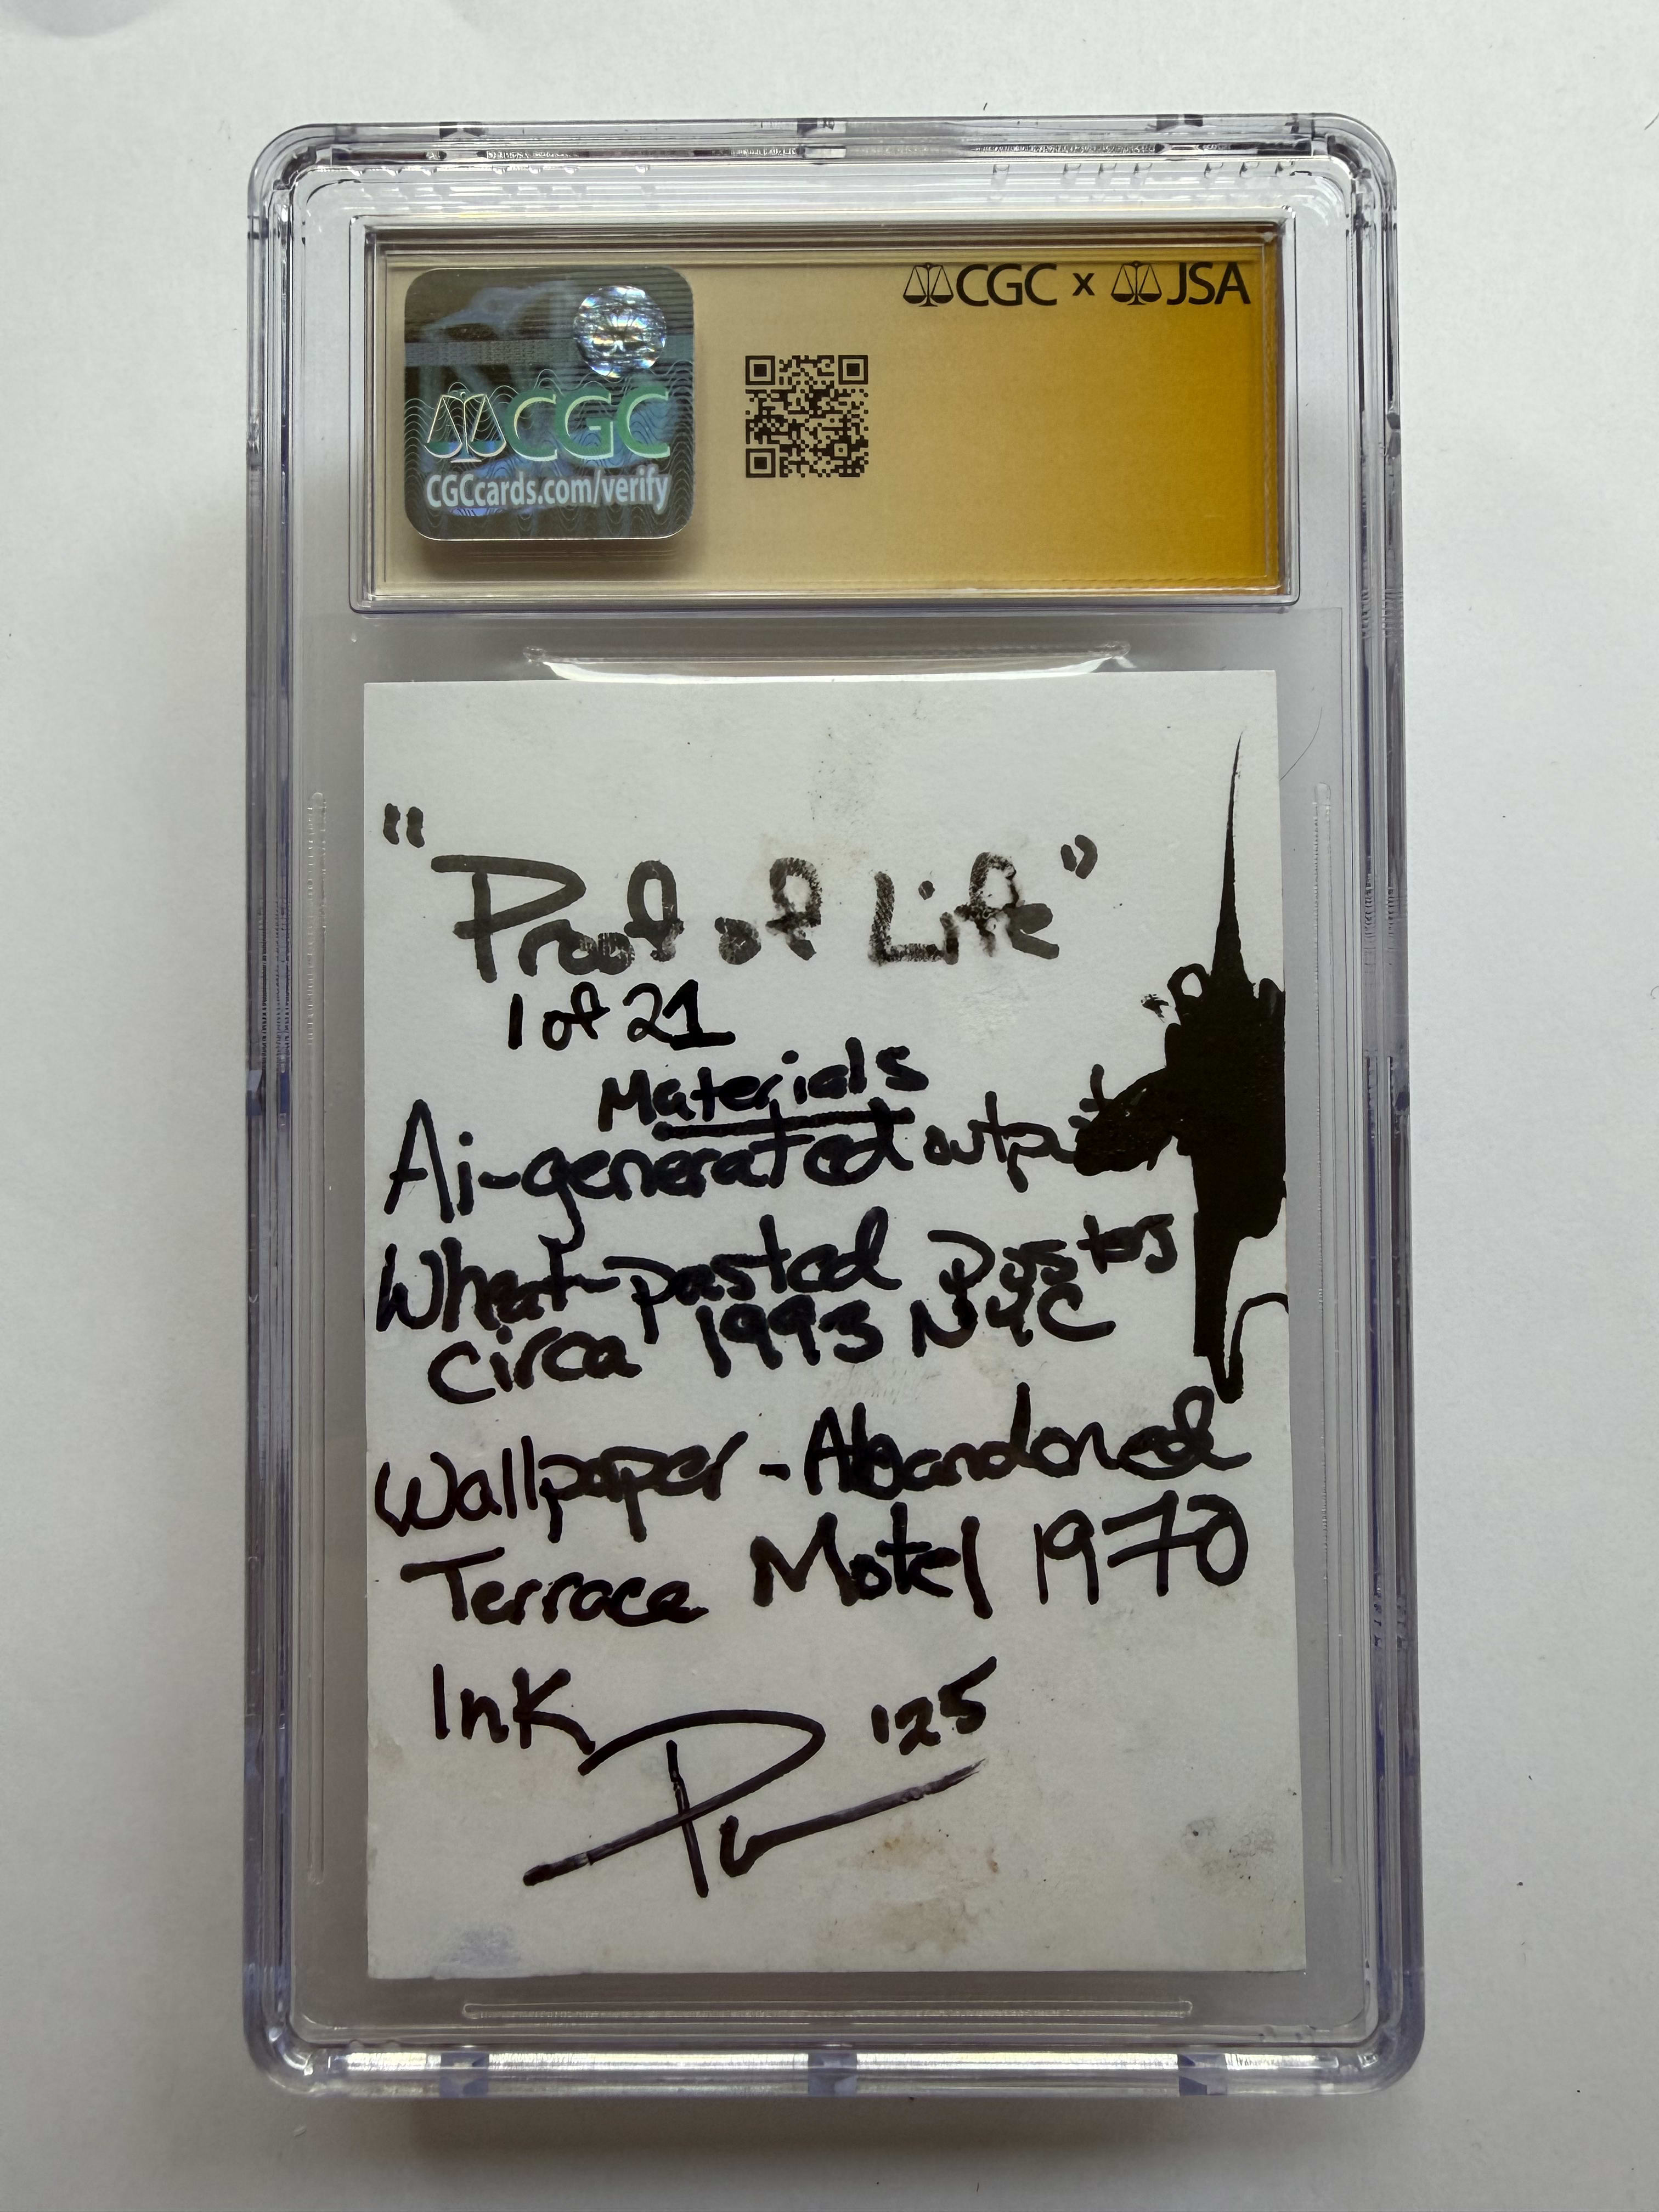 CGC x JSA
CGC
CGCcards.com/verify
"Proof of Life"
1 of 21
Materials
Ai-generated output
Wheat-pasted Posters
circa 1993 NYC
Wallpaper - Abandoned
Terrace Motel 1970
Ink
'25